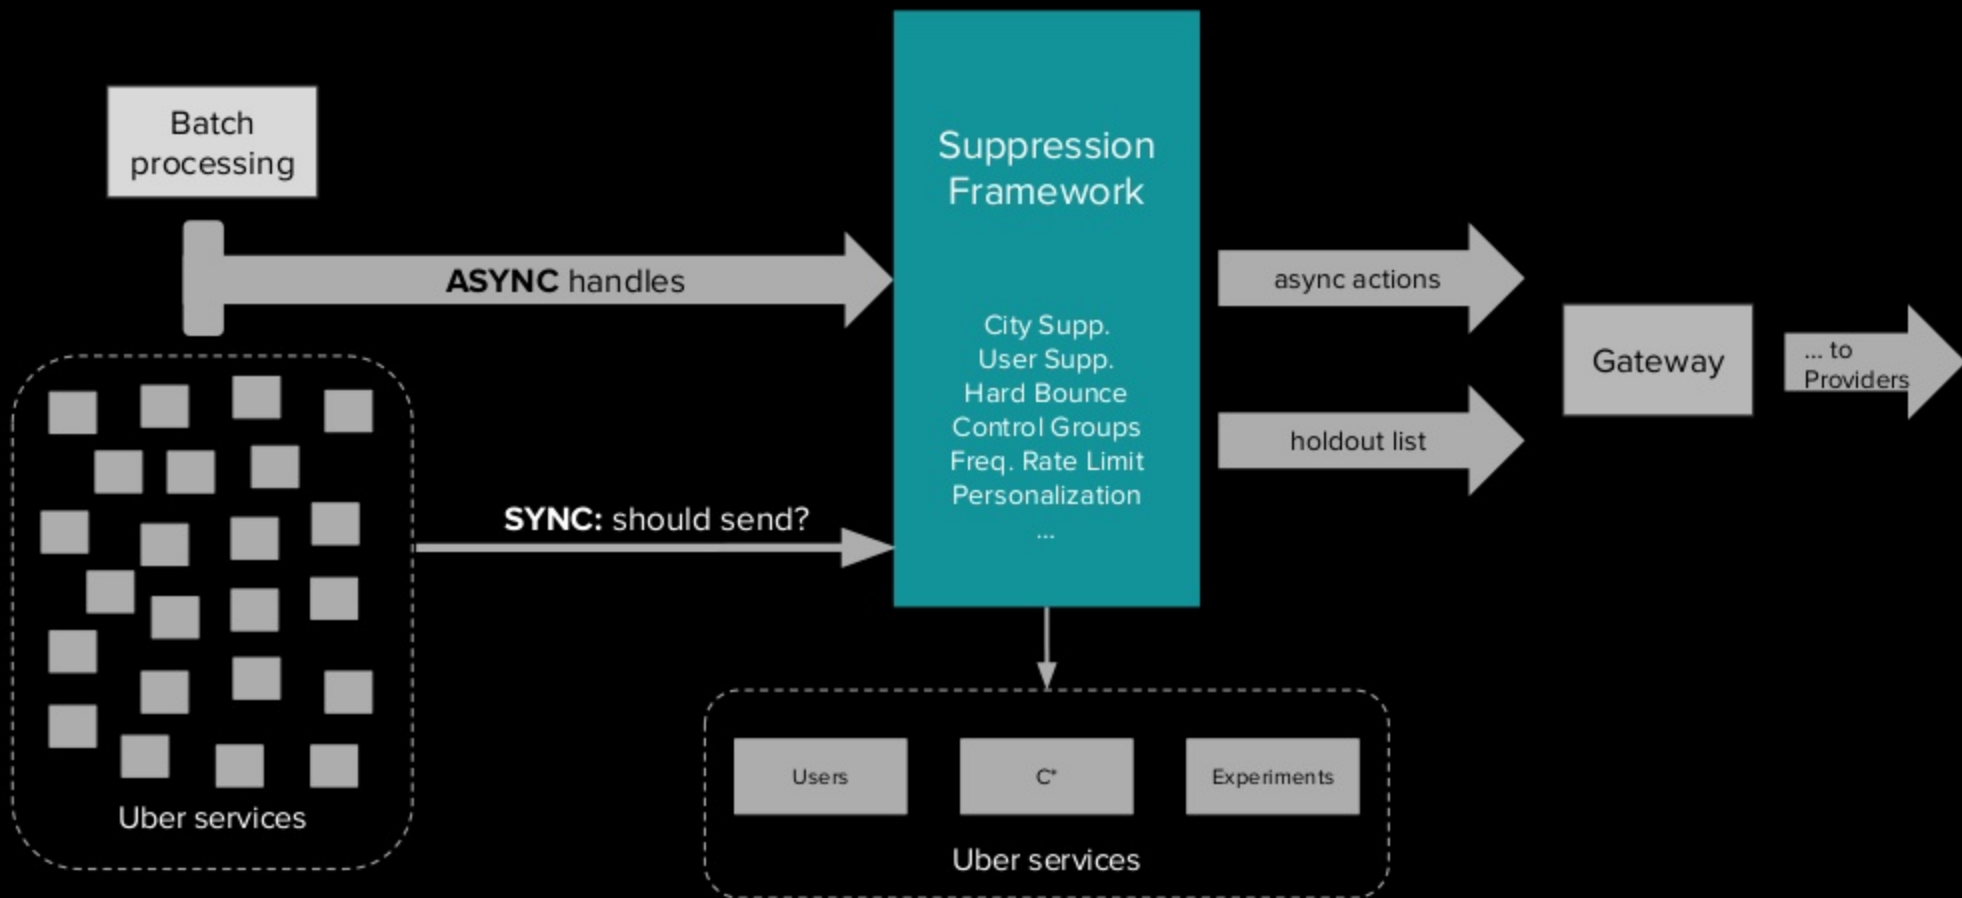 Batch
processing
ASYNC handles
SYNC: should send?
Uber services
Suppression
Framework
City Supp.
User Supp.
Hard Bounce
Control Groups
Freq. Rate Limit
Personalization
...
async actions
holdout list
Gateway
... to
Providers
Users
C*
Experiments
Uber services